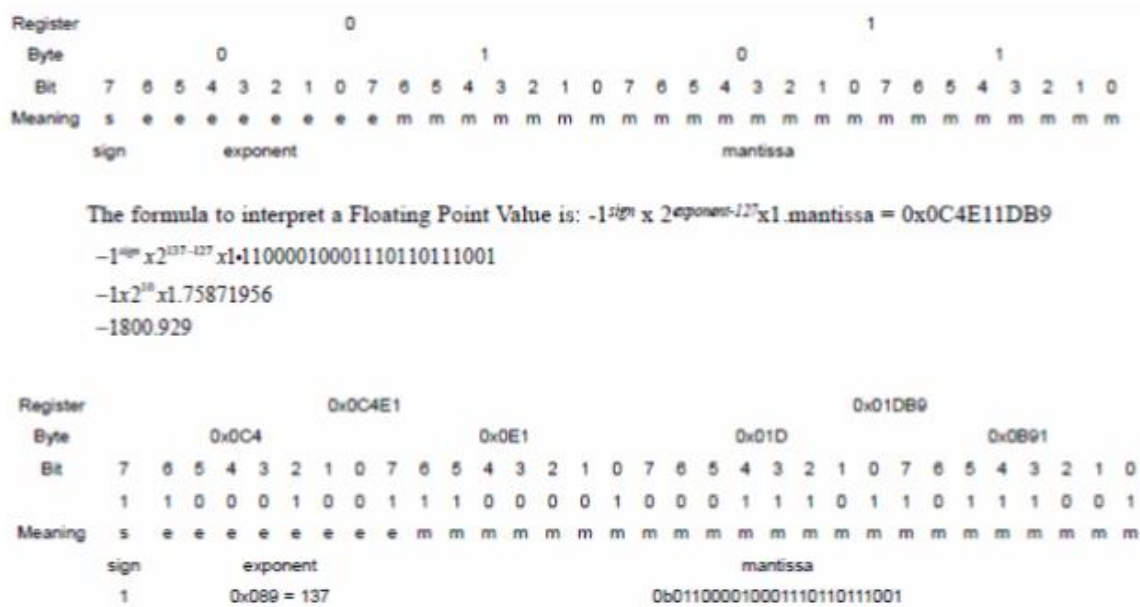 Register 0 1
Byte 0 1 0 1
Bit 7 6 5 4 3 2 1 0 7 6 5 4 3 2 1 0 7 6 5 4 3 2 1 0 7 6 5 4 3 2 1 0
Meaning s e e e e e e e e m m m m m m m m m m m m m m m m m m m m m m m
sign exponent mantissa
The formula to interpret a Floating Point Value is: -1sign x 2exponent-127x1.mantissa = 0x0C4E11DB9
−1sign x2137−127 x1•11000010001110110111001
−1x210x1.75871956
−1800.929
Register 0x0C4E1 0x01DB9
Byte 0x0C4 0x0E1 0x01D 0x0B91
Bit 7 6 5 4 3 2 1 0 7 6 5 4 3 2 1 0 7 6 5 4 3 2 1 0 7 6 5 4 3 2 1 0
1 1 0 0 0 1 0 0 1 1 1 0 0 0 0 1 0 0 0 1 1 1 0 1 1 0 1 1 1 0 0 1
Meaning s e e e e e e e e m m m m m m m m m m m m m m m m m m m m m m m
sign exponent mantissa
1 0x089 = 137 0b011000010001110110111001